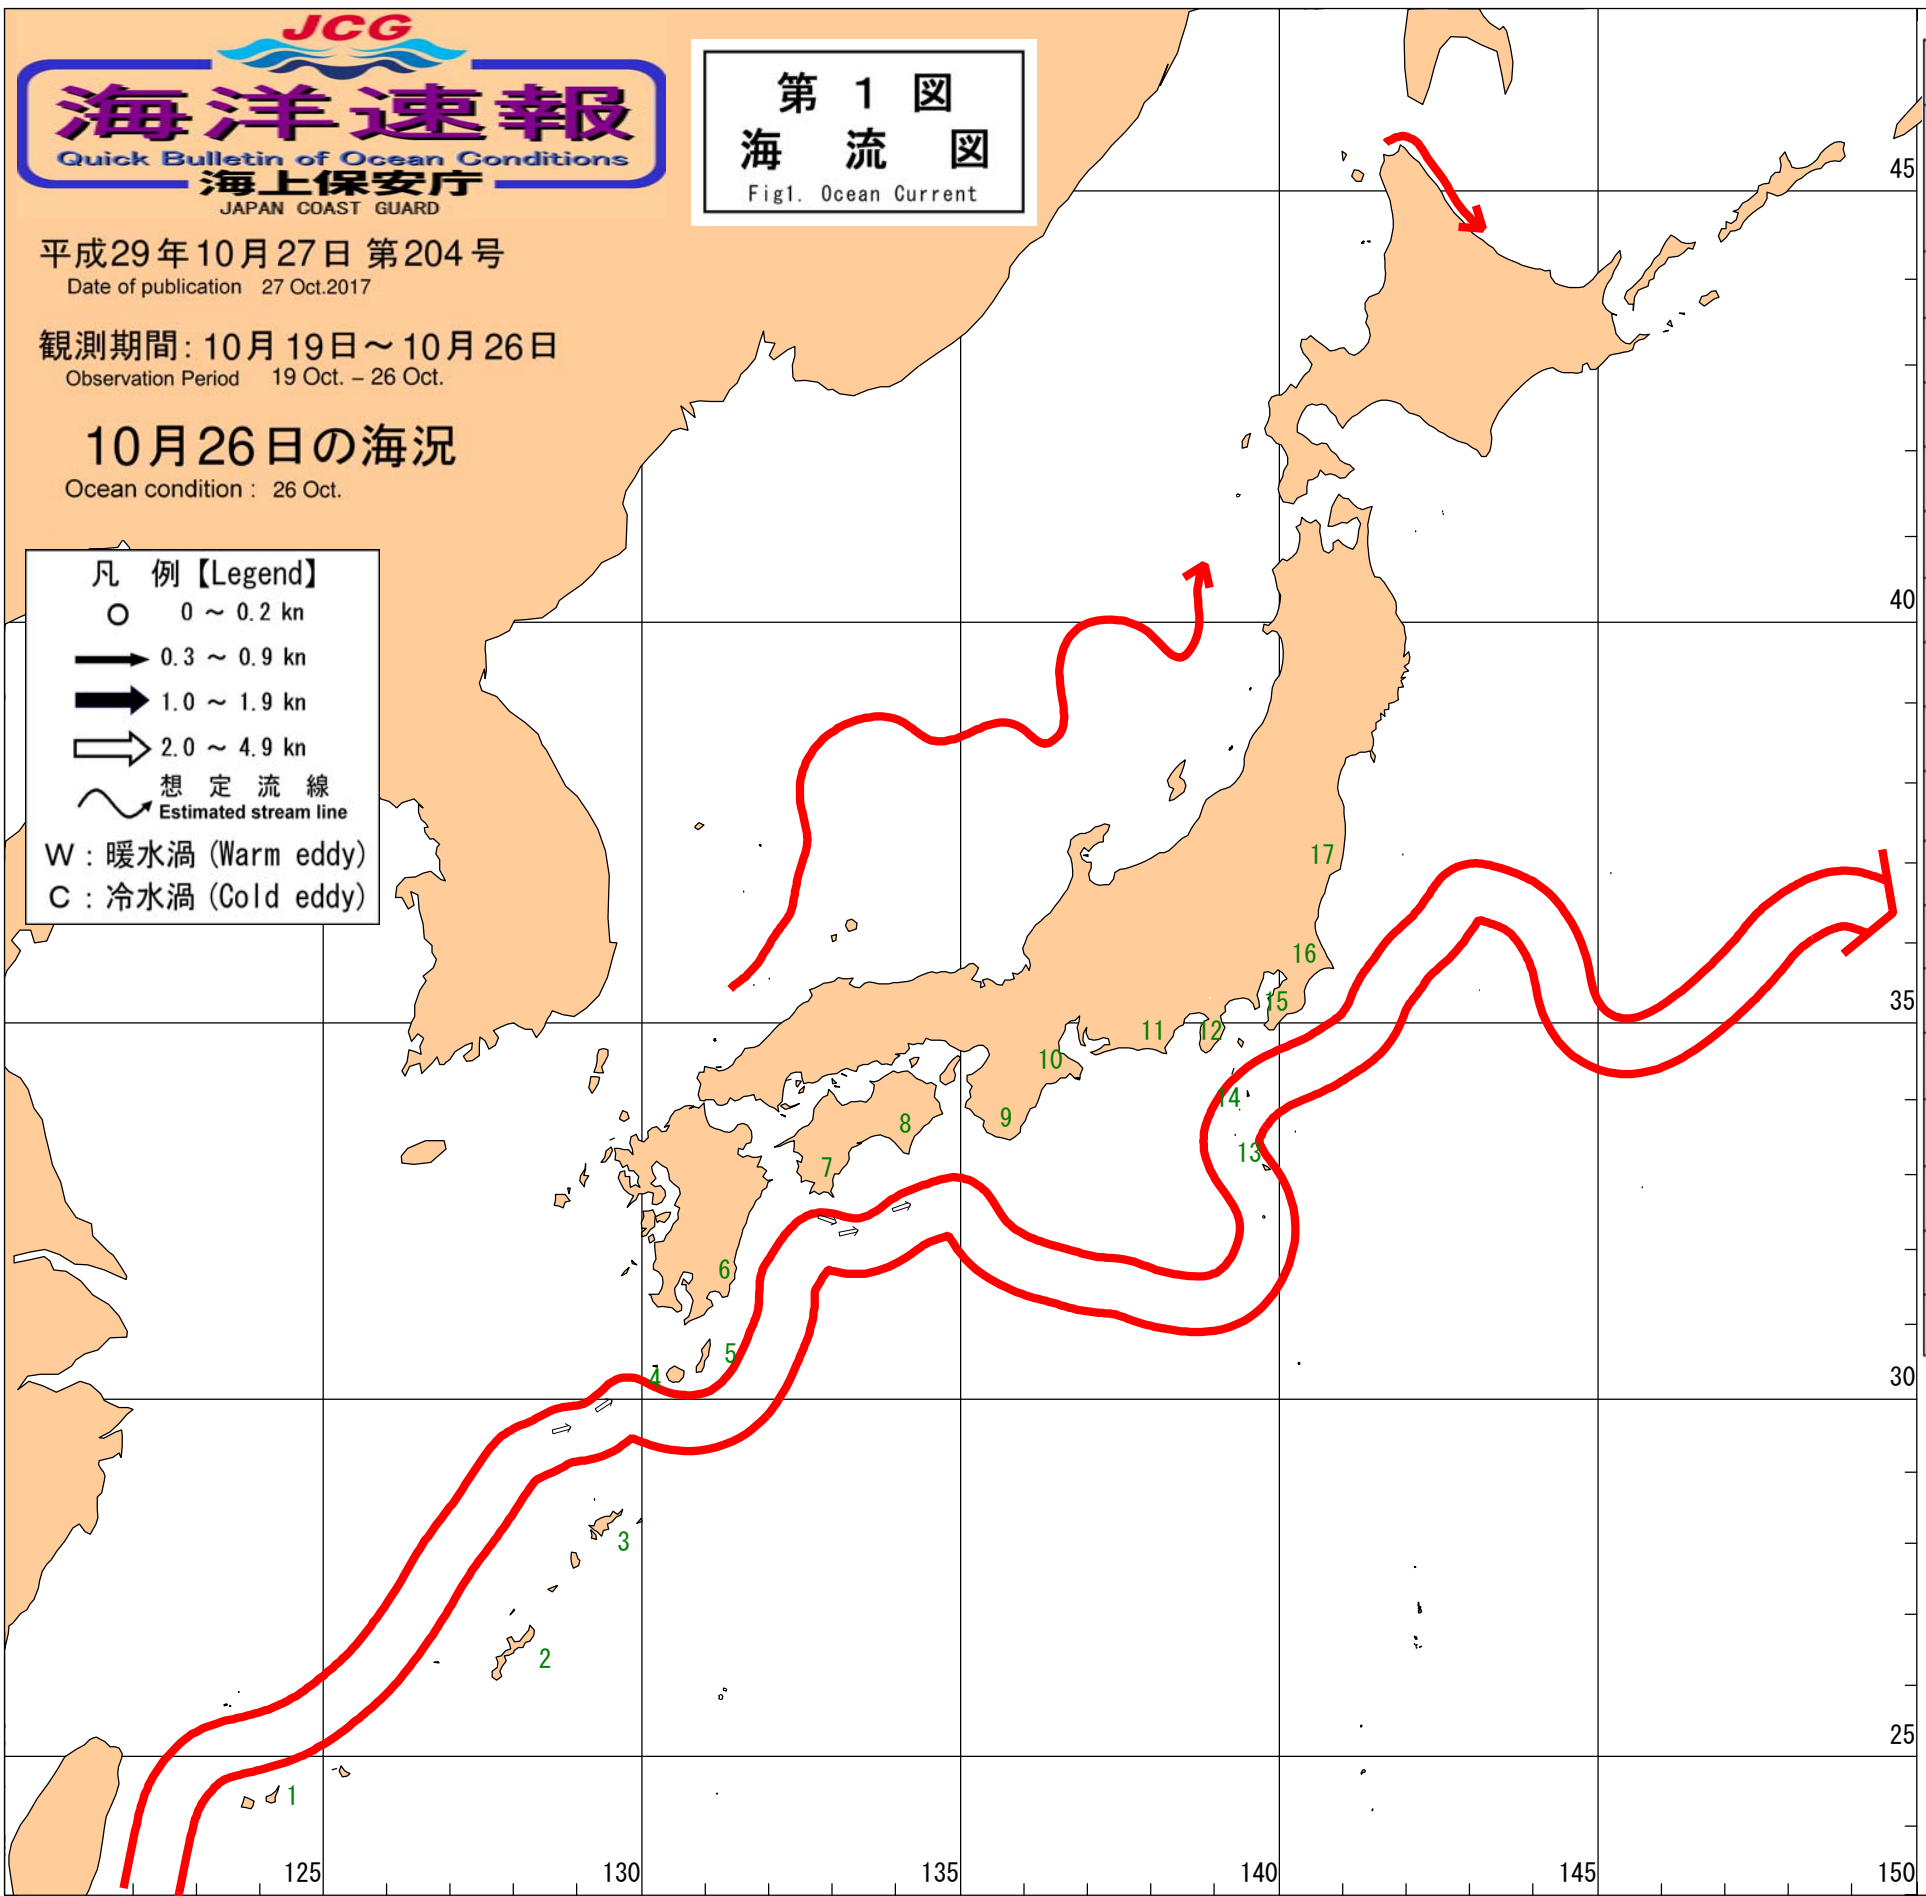 JCG
海洋速報
Quick Bulletin of Ocean Conditions
海上保安庁
JAPAN COAST GUARD
平成29年10月27日 第204号
Date of publication 27 Oct.2017
観測期間: 10月19日～10月26日
Observation Period 19 Oct. – 26 Oct.
10月26日の海況
Ocean condition : 26 Oct.
第 1 図
海 流 図
Fig1. Ocean Current
凡 例【Legend】
0 ～ 0.2 kn
0.3 ～ 0.9 kn
1.0 ～ 1.9 kn
2.0 ～ 4.9 kn
想 定 流 線
Estimated stream line
W : 暖水渦 (Warm eddy)
C : 冷水渦 (Cold eddy)
45
40
35
30
25
17
16
15
14
13
12
11
10
9
8
7
6
5
4
3
2
1
125
130
135
140
145
150